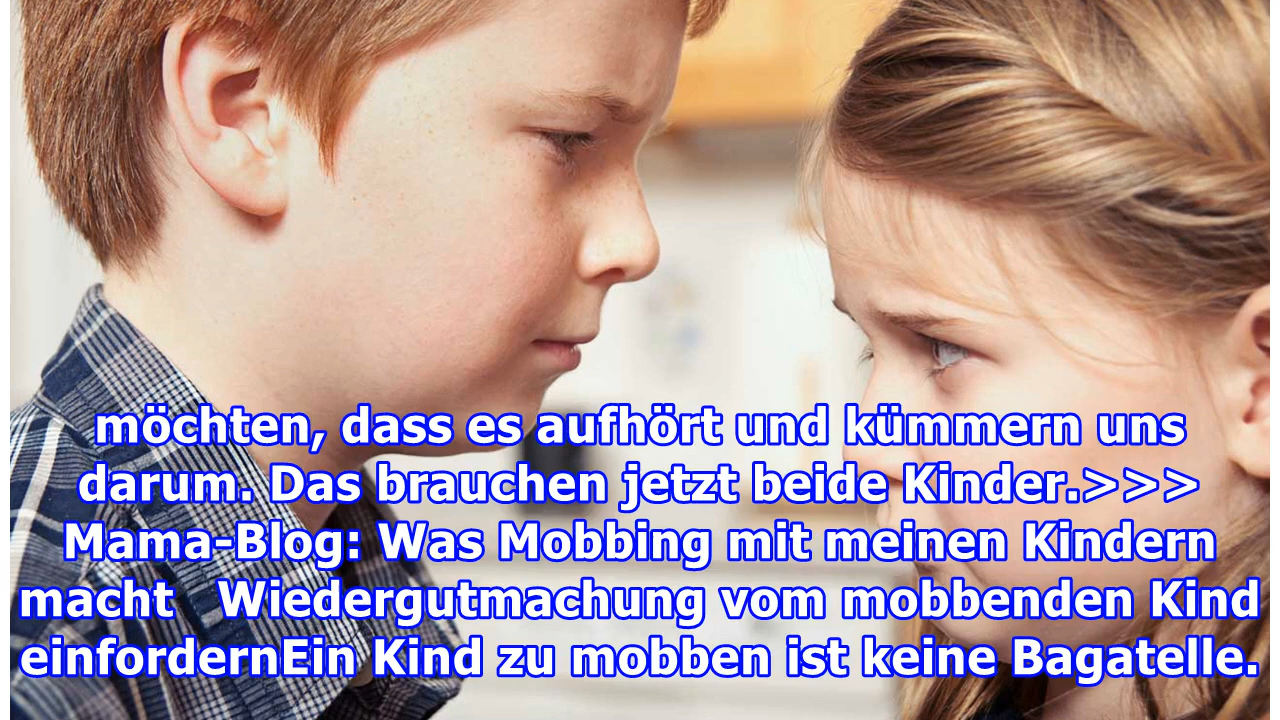 möchten, dass es aufhört und kümmern uns
darum. Das brauchen jetzt beide Kinder.>>>
Mama-Blog: Was Mobbing mit meinen Kindern
macht   Wiedergutmachung vom mobbenden Kind
einfordernEin Kind zu mobben ist keine Bagatelle.